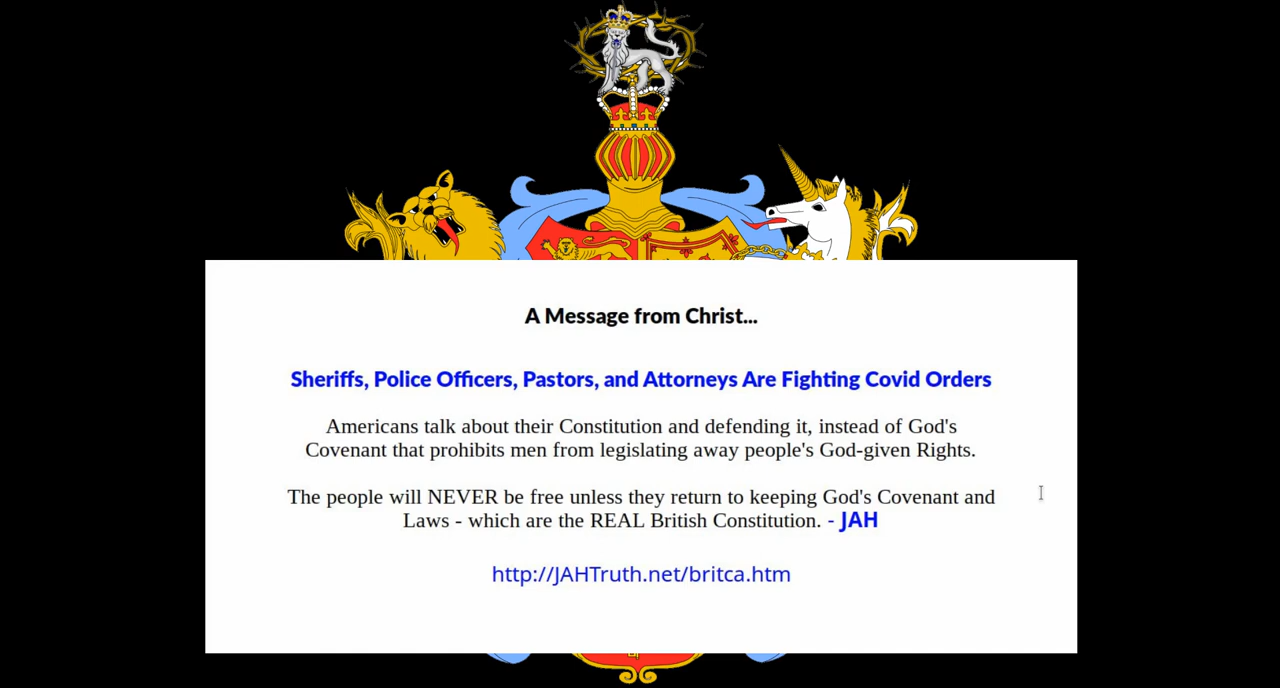 A Message from Christ...
Sheriffs, Police Officers, Pastors, and Attorneys Are Fighting Covid Orders
Americans talk about their Constitution and defending it, instead of God's
Covenant that prohibits men from legislating away people's God-given Rights.
The people will NEVER be free unless they return to keeping God's Covenant and
Laws - which are the REAL British Constitution. - JAH
http://JAHTruth.net/britca.htm